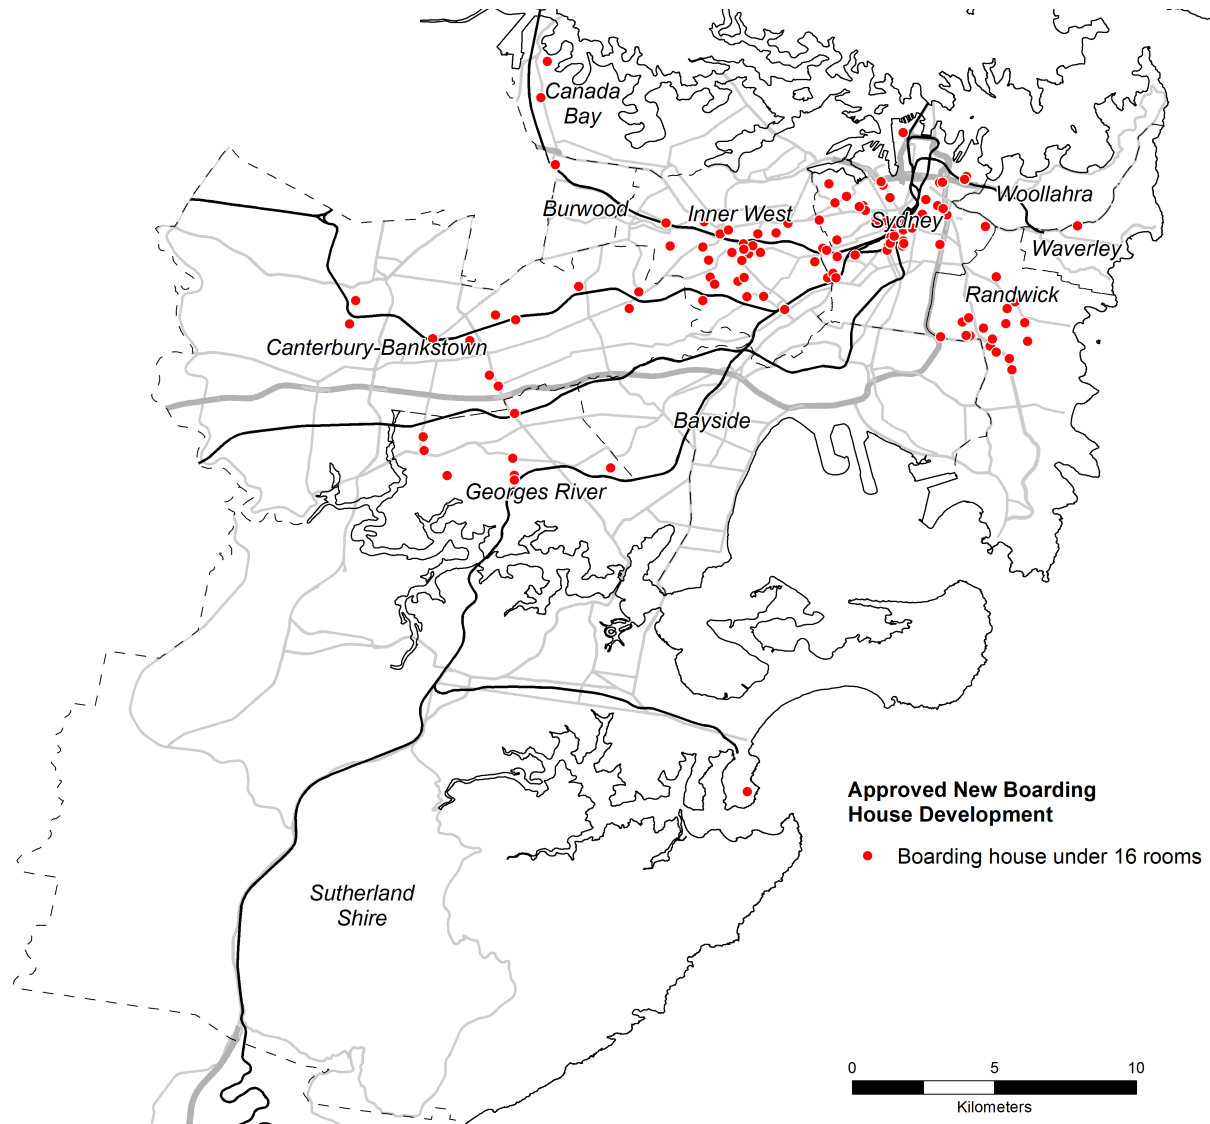 Canada
Bay
Burwood
Inner West
Sydney
Woollahra
Waverley
Randwick
Canterbury-Bankstown
Bayside
Georges River
Sutherland
Shire
Approved New Boarding
House Development
Boarding house under 16 rooms
0 5 10
Kilometers